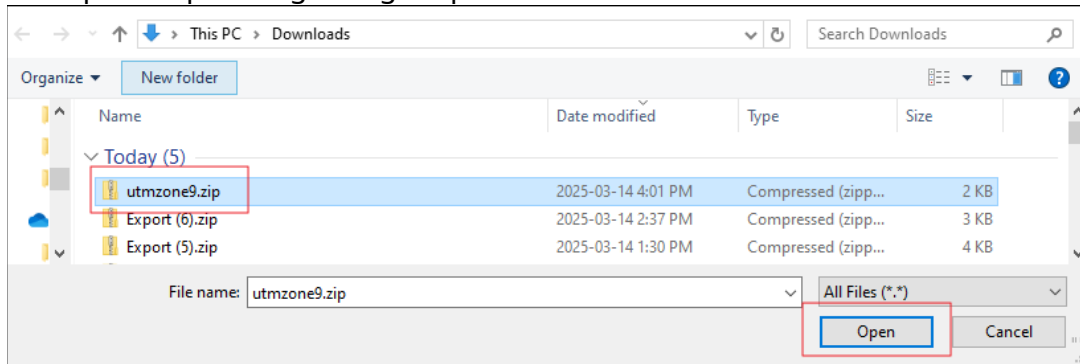 This PC > Downloads
Search Downloads
Organize
New folder
?
Name Date modified Type Size
Today (5)
utmzone9.zip 2025-03-14 4:01 PM Compressed (zipp... 2 KB
Export (6).zip 2025-03-14 2:37 PM Compressed (zipp... 3 KB
Export (5).zip 2025-03-14 1:30 PM Compressed (zipp... 4 KB
File name: utmzone9.zip All Files (*.*)
Open Cancel